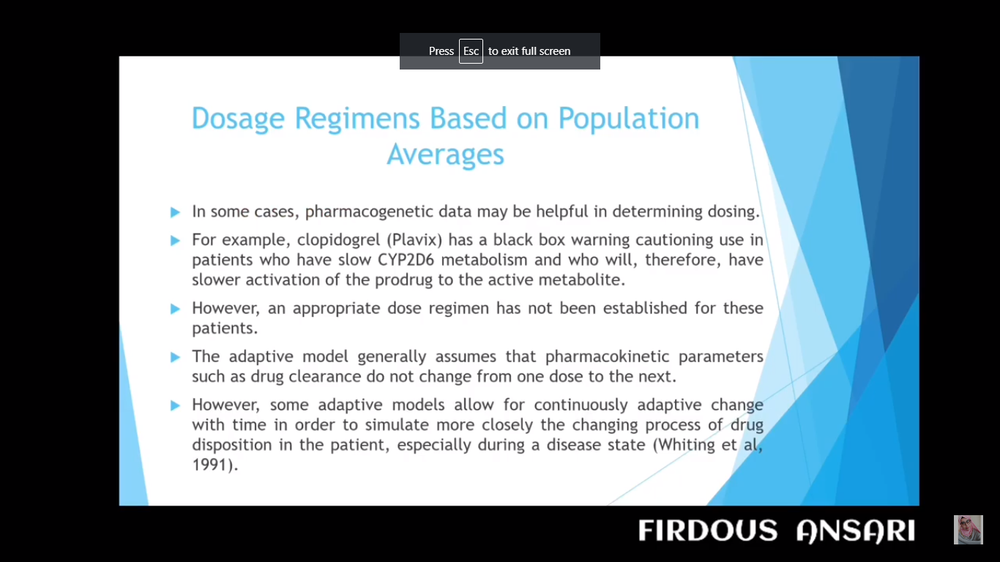 Press Esc to exit full screen
Dosage Regimens Based on Population
Averages
In some cases, pharmacogenetic data may be helpful in determining dosing.
For example, clopidogrel (Plavix) has a black box warning cautioning use in
patients who have slow CYP2D6 metabolism and who will, therefore, have
slower activation of the prodrug to the active metabolite.
However, an appropriate dose regimen has not been established for these
patients.
The adaptive model generally assumes that pharmacokinetic parameters
such as drug clearance do not change from one dose to the next.
However, some adaptive models allow for continuously adaptive change
with time in order to simulate more closely the changing process of drug
disposition in the patient, especially during a disease state (Whiting et al,
1991).
FIRDOUS ANSARI